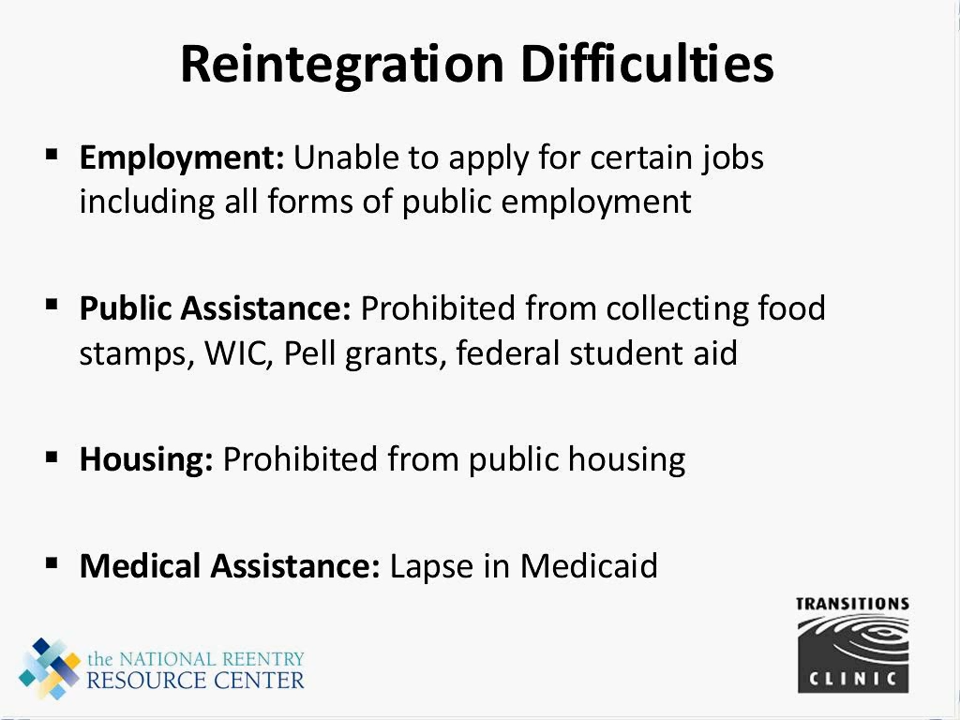 Reintegration Difficulties
▪ Employment: Unable to apply for certain jobs
including all forms of public employment
▪ Public Assistance: Prohibited from collecting food
stamps, WIC, Pell grants, federal student aid
▪ Housing: Prohibited from public housing
▪ Medical Assistance: Lapse in Medicaid
the NATIONAL REENTRY
RESOURCE CENTER
TRANSITIONS
CLINIC